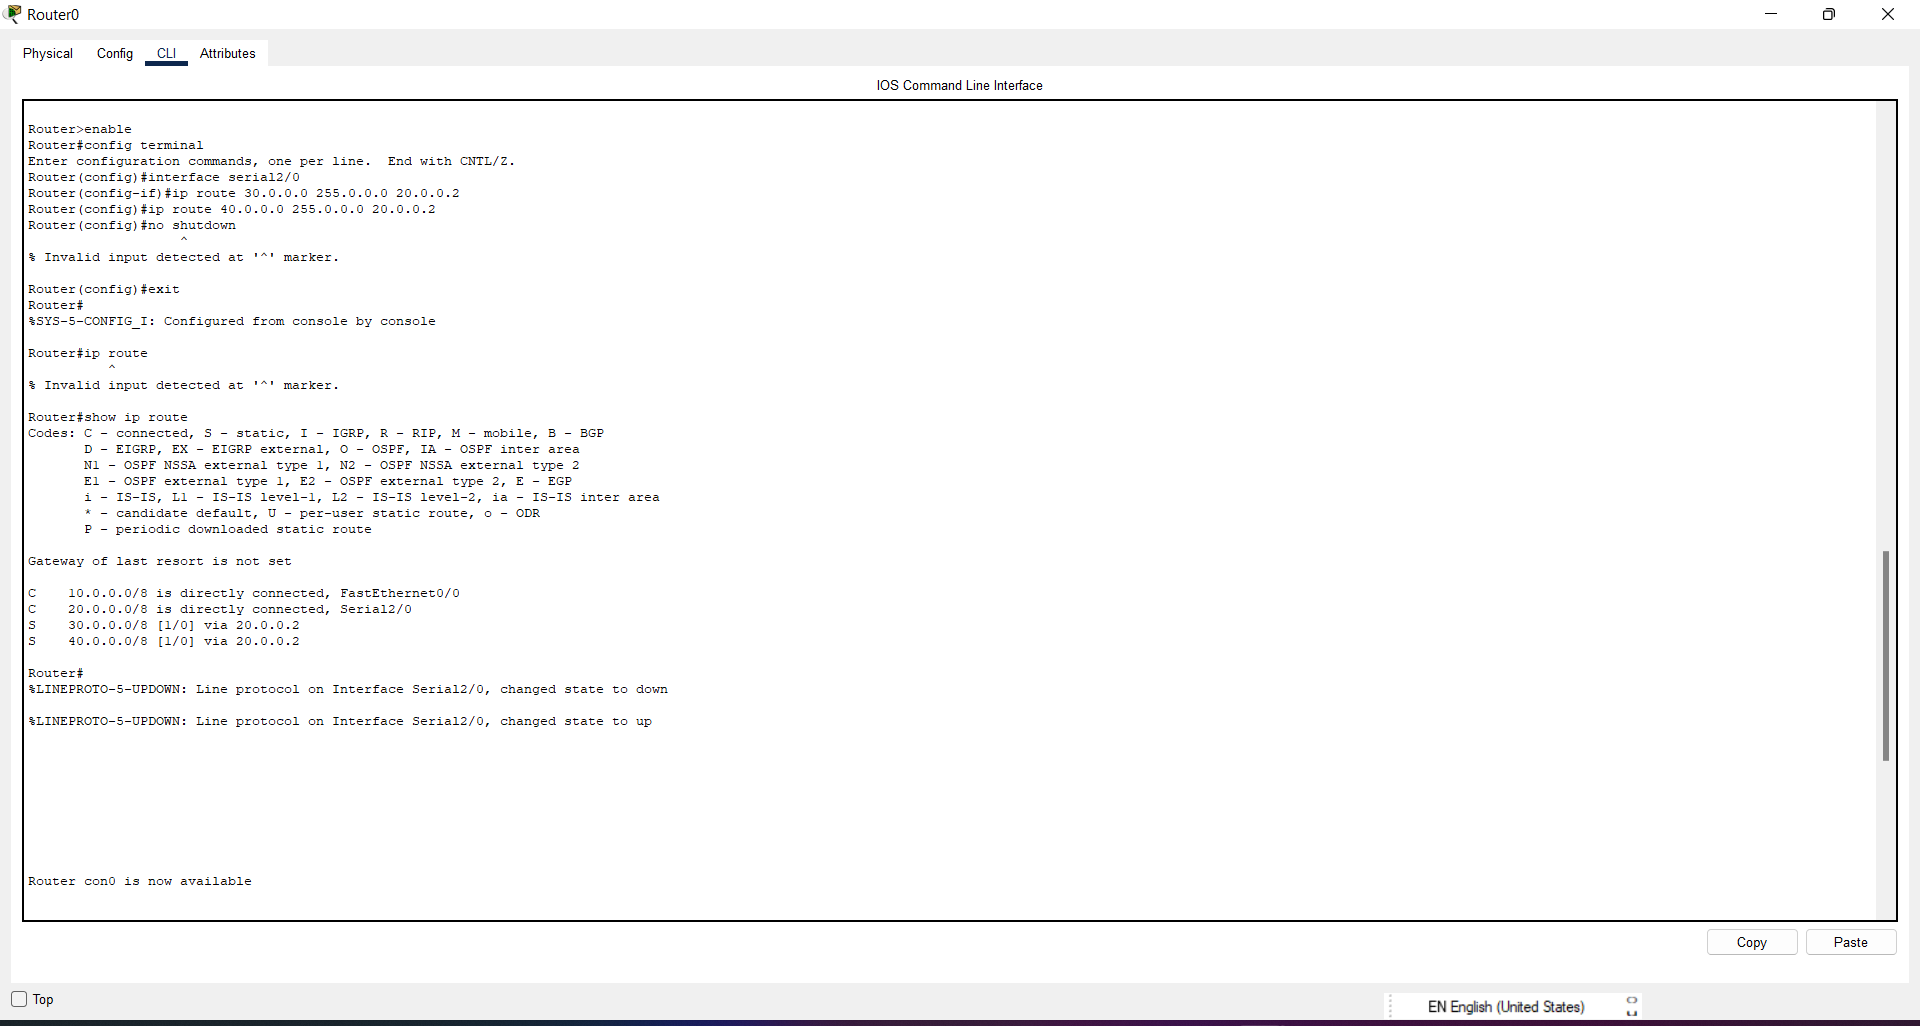 Router0
Physical Config CLI Attributes
IOS Command Line Interface
Router>enable
Router#config terminal
Enter configuration commands, one per line.  End with CNTL/Z.
Router(config)#interface serial2/0
Router(config-if)#ip route 30.0.0.0 255.0.0.0 20.0.0.2
Router(config)#ip route 40.0.0.0 255.0.0.0 20.0.0.2
Router(config)#no shutdown
^
% Invalid input detected at '^' marker.
Router(config)#exit
Router#
%SYS-5-CONFIG_I: Configured from console by console
Router#ip route
^
% Invalid input detected at '^' marker.
Router#show ip route
Codes: C - connected, S - static, I - IGRP, R - RIP, M - mobile, B - BGP
D - EIGRP, EX - EIGRP external, O - OSPF, IA - OSPF inter area
N1 - OSPF NSSA external type 1, N2 - OSPF NSSA external type 2
E1 - OSPF external type 1, E2 - OSPF external type 2, E - EGP
i - IS-IS, L1 - IS-IS level-1, L2 - IS-IS level-2, ia - IS-IS inter area
* - candidate default, U - per-user static route, o - ODR
P - periodic downloaded static route
Gateway of last resort is not set
C    10.0.0.0/8 is directly connected, FastEthernet0/0
C    20.0.0.0/8 is directly connected, Serial2/0
S    30.0.0.0/8 [1/0] via 20.0.0.2
S    40.0.0.0/8 [1/0] via 20.0.0.2
Router#
%LINEPROTO-5-UPDOWN: Line protocol on Interface Serial2/0, changed state to down
%LINEPROTO-5-UPDOWN: Line protocol on Interface Serial2/0, changed state to up
Router con0 is now available
Copy Paste
Top
EN English (United States)